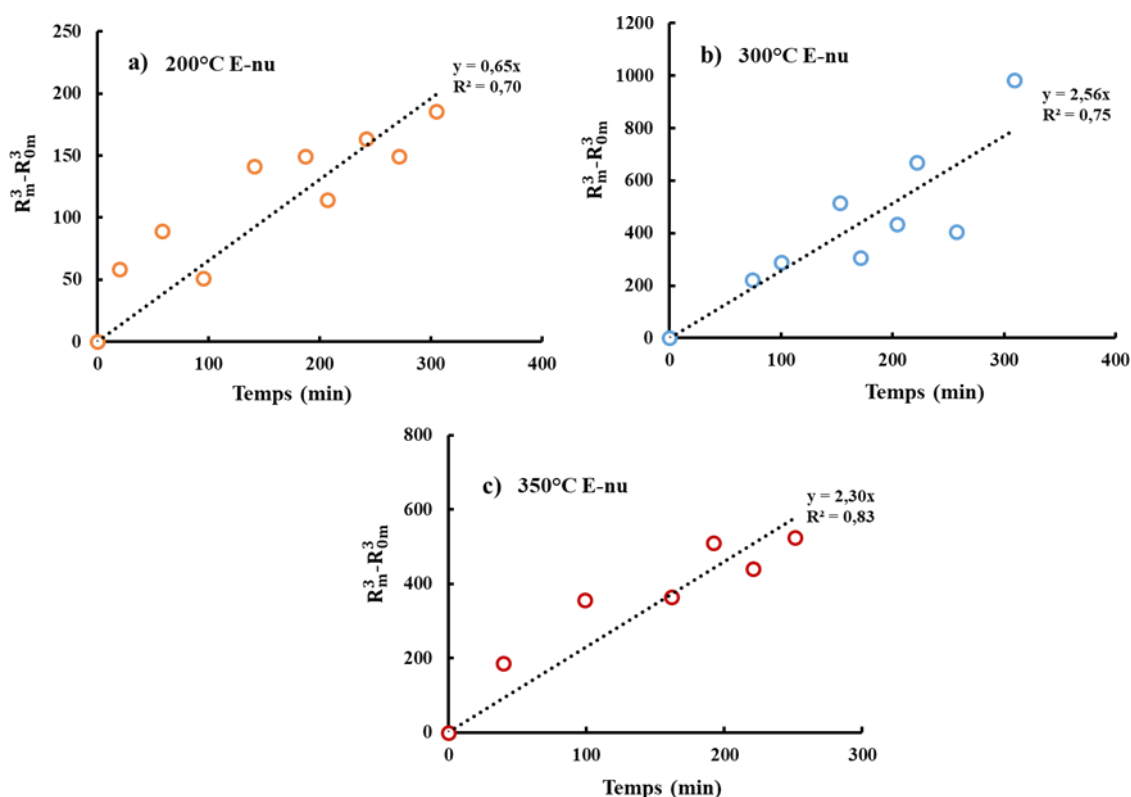 a) 200°C E-nu
y = 0,65x
R² = 0,70
R³ₘ-R³₀ₘ
250
200
150
100
50
0
0 100 200 300 400
Temps (min)
b) 300°C E-nu
y = 2,56x
R² = 0,75
R³ₘ-R³₀ₘ
1200
1000
800
600
400
200
0
0 100 200 300 400
Temps (min)
c) 350°C E-nu
y = 2,30x
R² = 0,83
R³ₘ-R³₀ₘ
800
600
400
200
0
0 100 200 300
Temps (min)